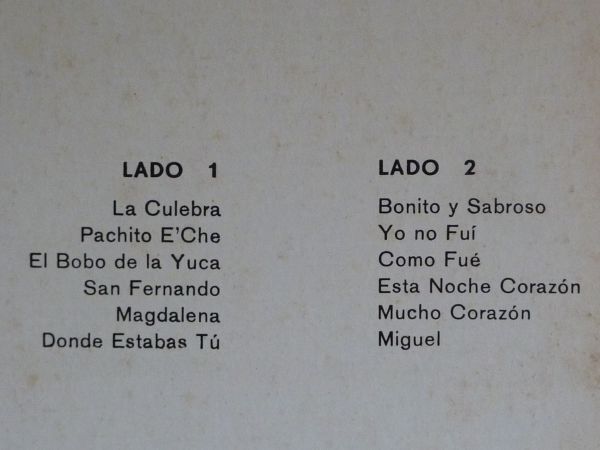 LADO 1
La Culebra
Pachito E'Che
El Bobo de la Yuca
San Fernando
Magdalena
Donde Estabas Tú
LADO 2
Bonito y Sabroso
Yo no Fuí
Como Fué
Esta Noche Corazón
Mucho Corazón
Miguel